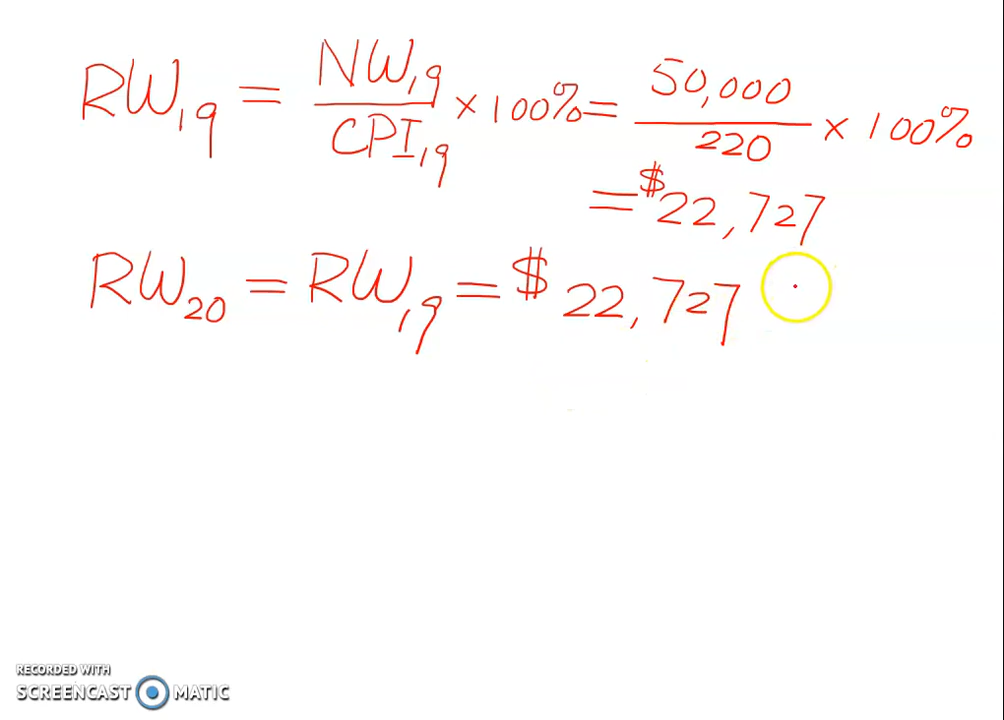 RW₁₉ = NW₁₉ / CPI₁₉ × 100% = 50,000 / 220 × 100%
= $22,727
RW₂₀ = RW₁₉ = $22,727
RECORDED WITH
SCREENCAST MATIC